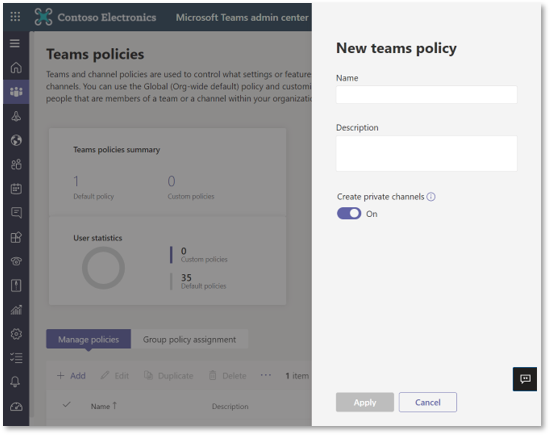 Contoso Electronics
Microsoft Teams admin center
Teams policies
Teams and channel policies are used to control what settings or feature
channels. You can use the Global (Org-wide default) policy and customi
people that are members of a team or a channel within your organizatio
Teams policies summary
1
Default policy
0
Custom policies
User statistics
0
Custom policies
35
Default policies
Manage policies
Group policy assignment
+ Add
Edit
Duplicate
Delete
1 item
Name ↑
Description
New teams policy
Name
Description
Create private channels
On
Apply
Cancel